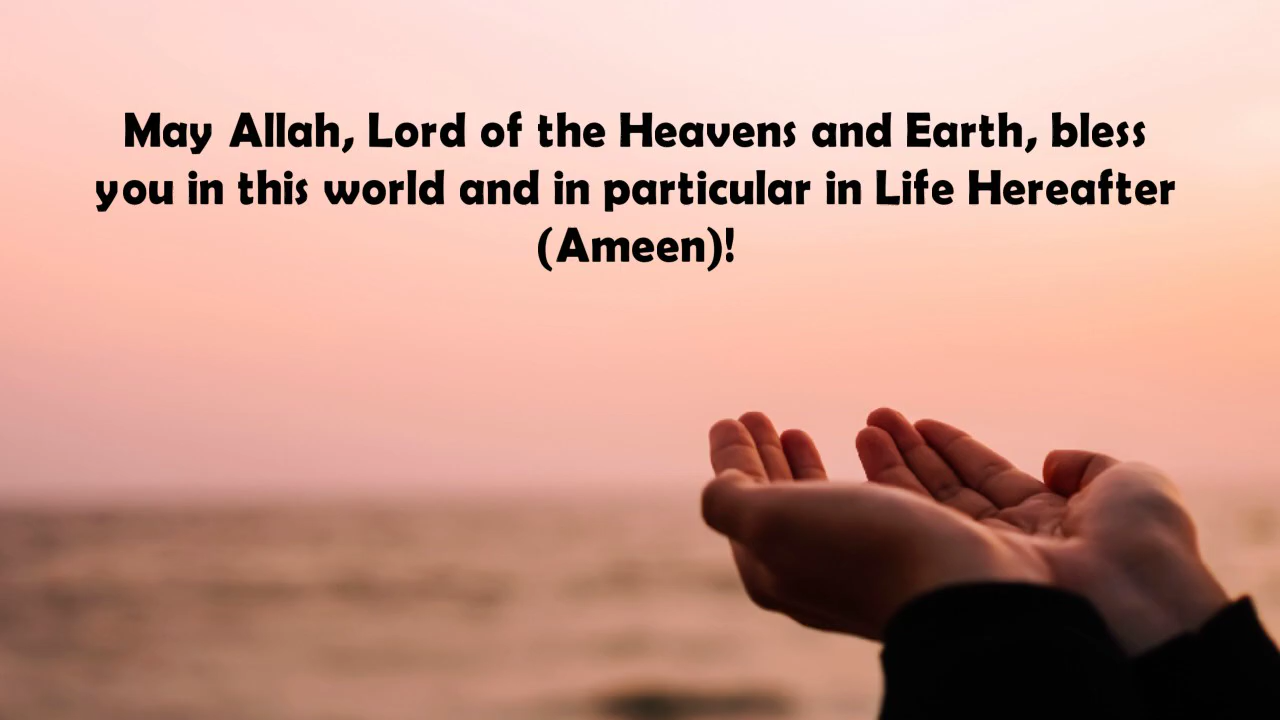 May Allah, Lord of the Heavens and Earth, bless
you in this world and in particular in Life Hereafter
(Ameen)!